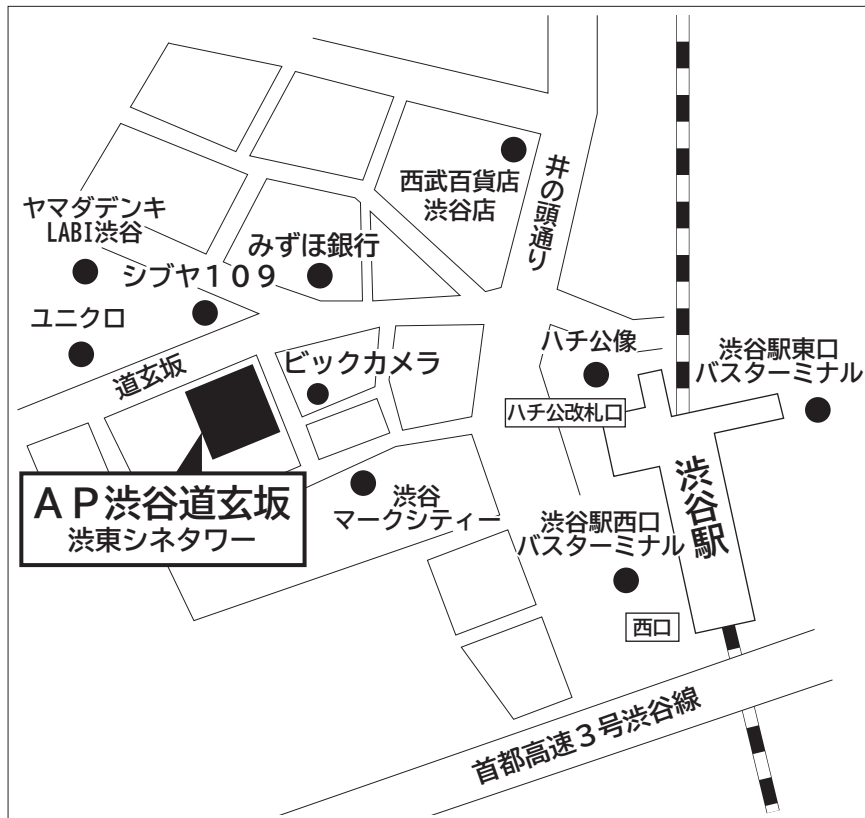 西武百貨店
渋谷店
井の頭通り
ヤマダデンキ
LABI渋谷
みずほ銀行
シブヤ１０９
ユニクロ
道玄坂
ビックカメラ
ハチ公像
渋谷駅東口
バスターミナル
ハチ公改札口
ＡＰ渋谷道玄坂
渋東シネタワー
渋谷
マークシティー
渋谷駅西口
バスターミナル
渋谷駅
西口
首都高速３号渋谷線